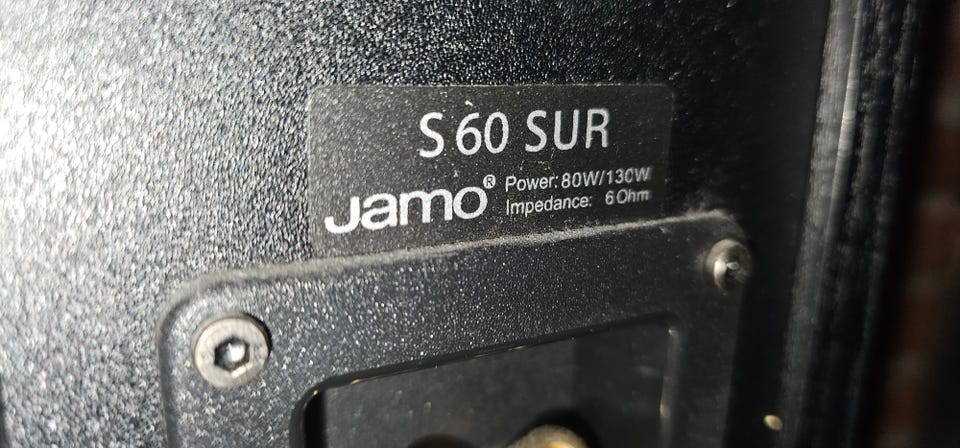 S 60 SUR
Jamo® Power: 80W/130W
Impedance: 6 Ohm